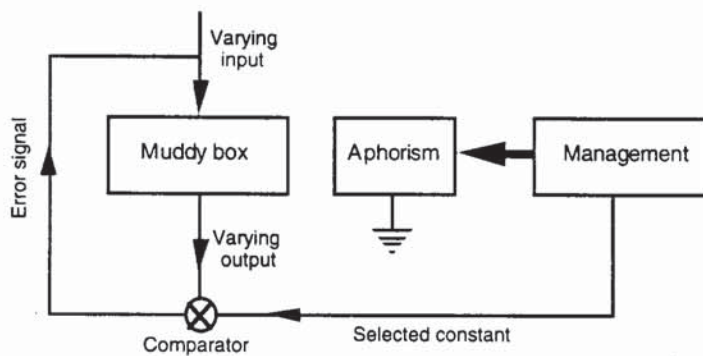 Varying
input
Error signal
Muddy box
Aphorism
Management
Varying
output
Comparator
Selected constant